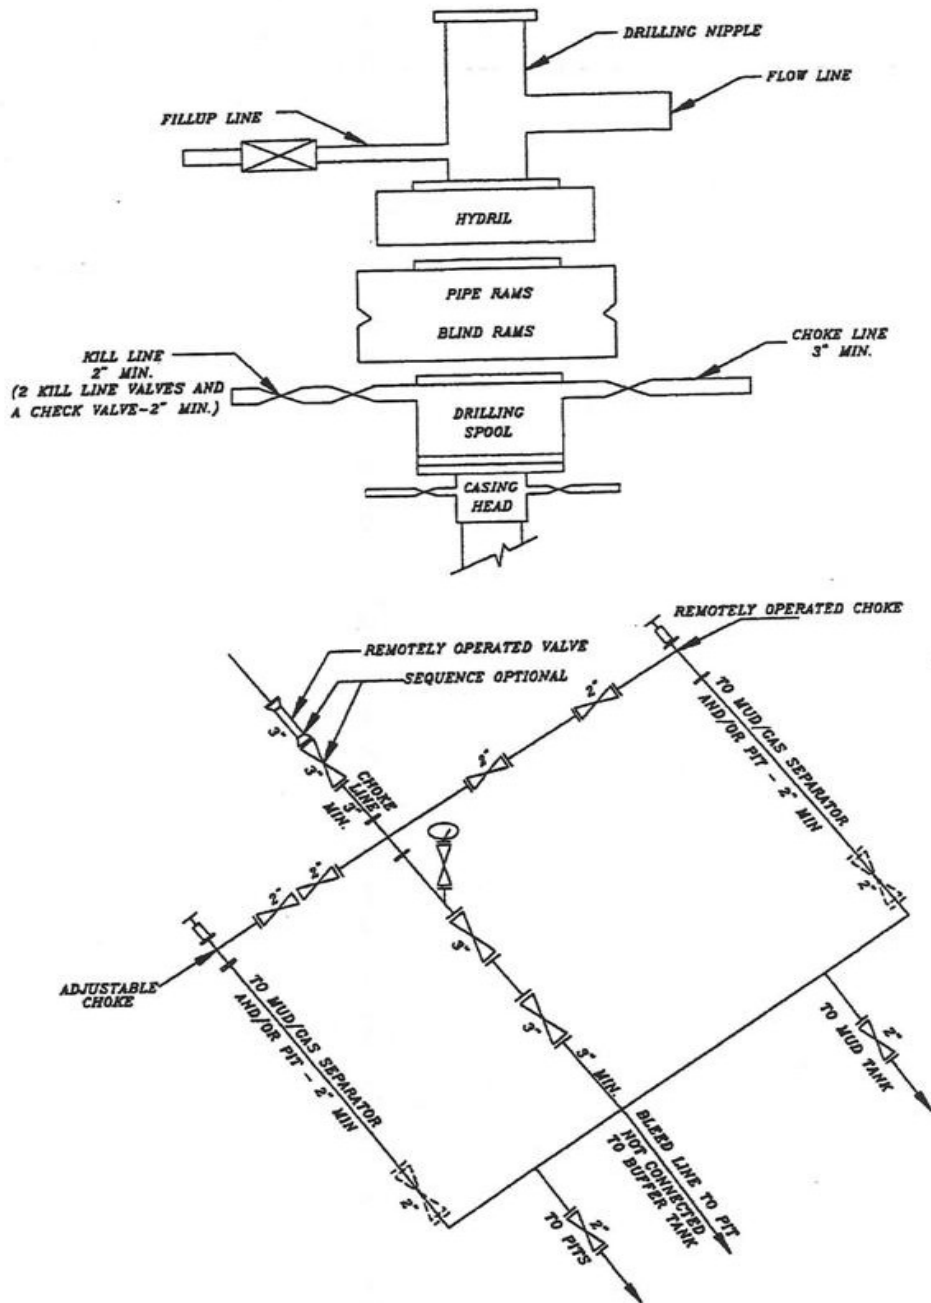 DRILLING NIPPLE
FLOW LINE
FILLUP LINE
HYDRIL
PIPE RAMS
BLIND RAMS
KILL LINE
2" MIN.
(2 KILL LINE VALVES AND
A CHECK VALVE-2" MIN.)
CHOKE LINE
3" MIN.
DRILLING
SPOOL
CASING
HEAD
REMOTELY OPERATED CHOKE
REMOTELY OPERATED VALVE
SEQUENCE OPTIONAL
3"
3"
CHOKE
LINE
3"
MIN.
2"
2"
TO MUD/GAS SEPARATOR
AND/OR PIT - 2" MIN
2"
2"
2"
ADJUSTABLE
CHOKE
TO MUD/GAS SEPARATOR
AND/OR PIT - 2" MIN
2"
3"
3"
3" MIN.
BLEED LINE TO PIT
NOT CONNECTED
TO BUFFER TANK
2"
TO MUD TANK
2"
TO PITS